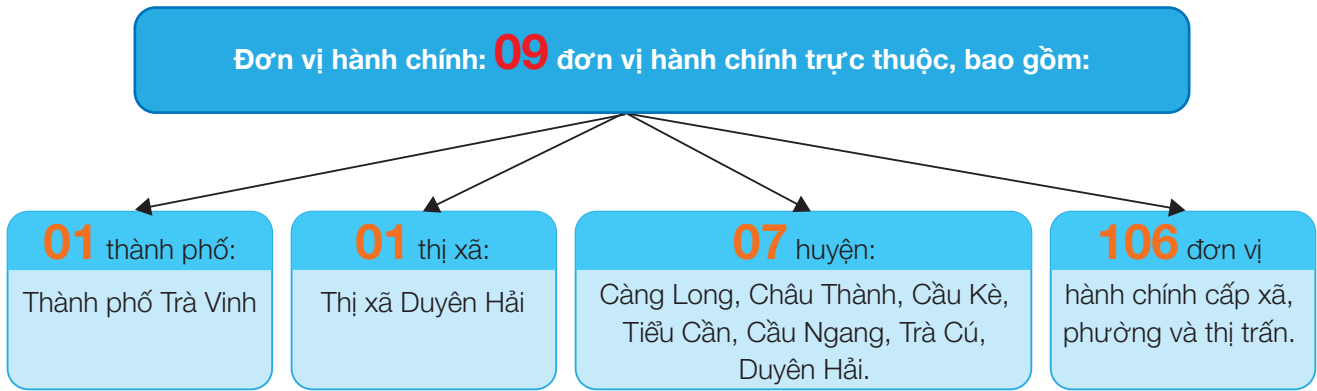 Đơn vị hành chính: 09 đơn vị hành chính trực thuộc, bao gồm:
01 thành phố:
Thành phố Trà Vinh
01 thị xã:
Thị xã Duyên Hải
07 huyện:
Càng Long, Châu Thành, Cầu Kè,
Tiểu Cần, Cầu Ngang, Trà Cú,
Duyên Hải.
106 đơn vị
hành chính cấp xã,
phường và thị trấn.